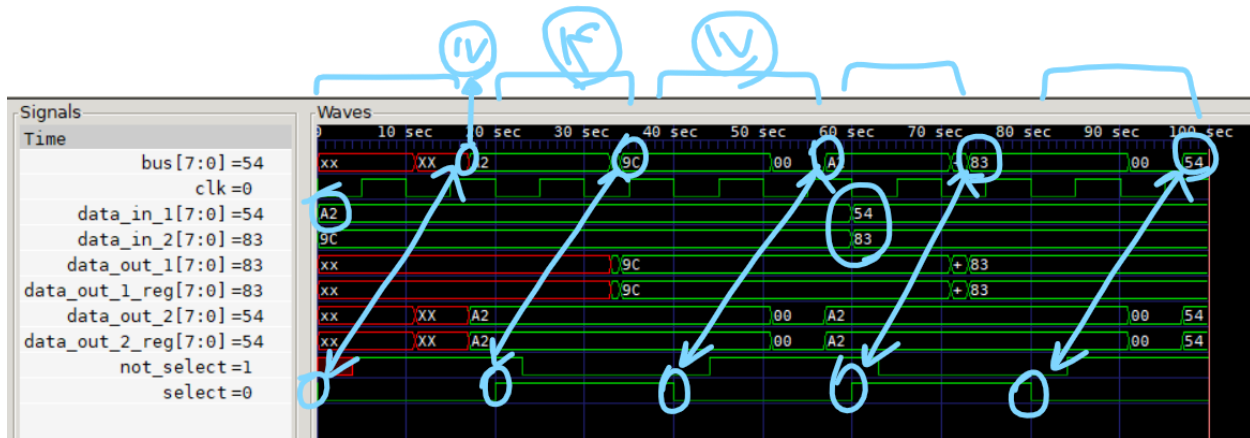 IV
IV
Signals
Waves
Time
0 10 sec 20 sec 30 sec 40 sec 50 sec 60 sec 70 sec 80 sec 90 sec 100 sec
bus[7:0] =54
xx XX A2 9C 00 A2 + 83 00 54
clk =0
data_in_1[7:0] =54
A2 54
data_in_2[7:0] =83
9C 83
data_out_1[7:0] =83
xx 9C + 83
data_out_1_reg[7:0] =83
xx 9C + 83
data_out_2[7:0] =54
xx XX A2 00 A2 00 54
data_out_2_reg[7:0] =54
xx XX A2 00 A2 00 54
not_select =1
select =0